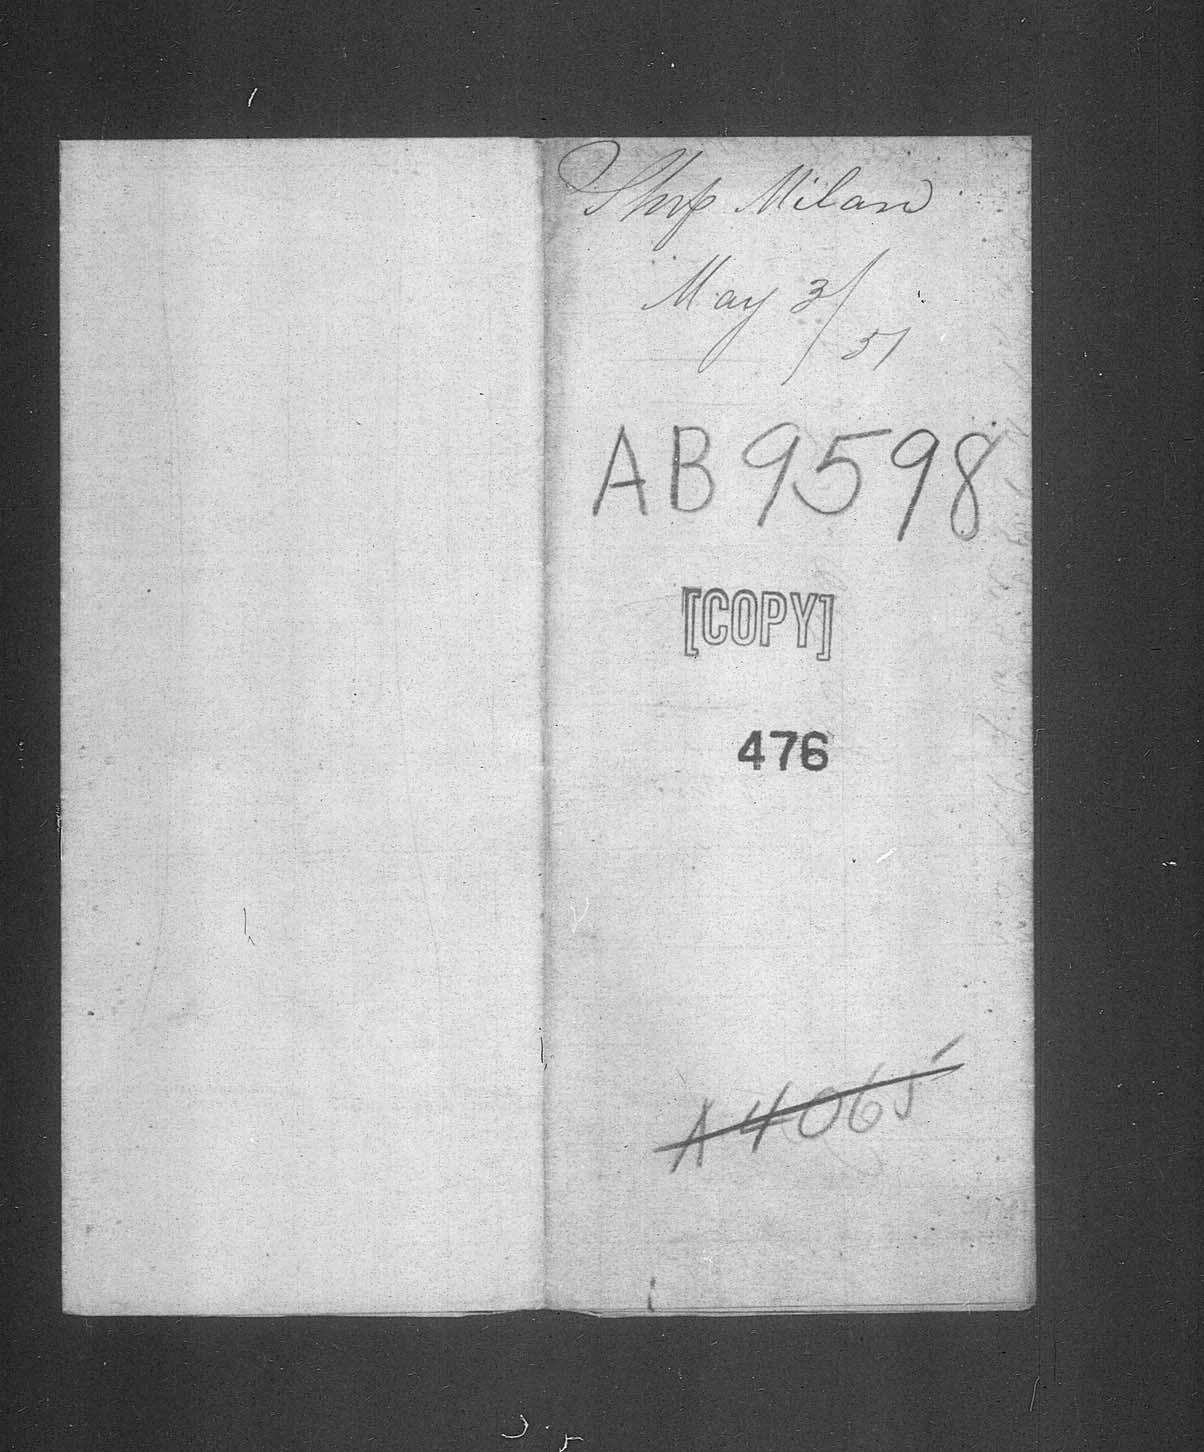 Ship Milan
May 3/51
AB9598
[COPY]
476
A4065